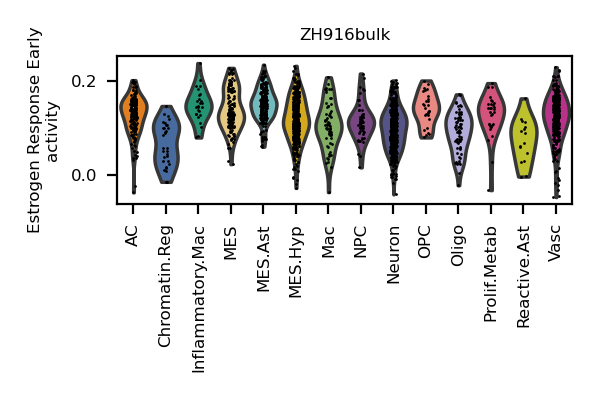 ZH916bulk
Estrogen Response Early
activity
0.2
0.0
AC
Chromatin.Reg
Inflammatory.Mac
MES
MES.Ast
MES.Hyp
Mac
NPC
Neuron
OPC
Oligo
Prolif.Metab
Reactive.Ast
Vasc